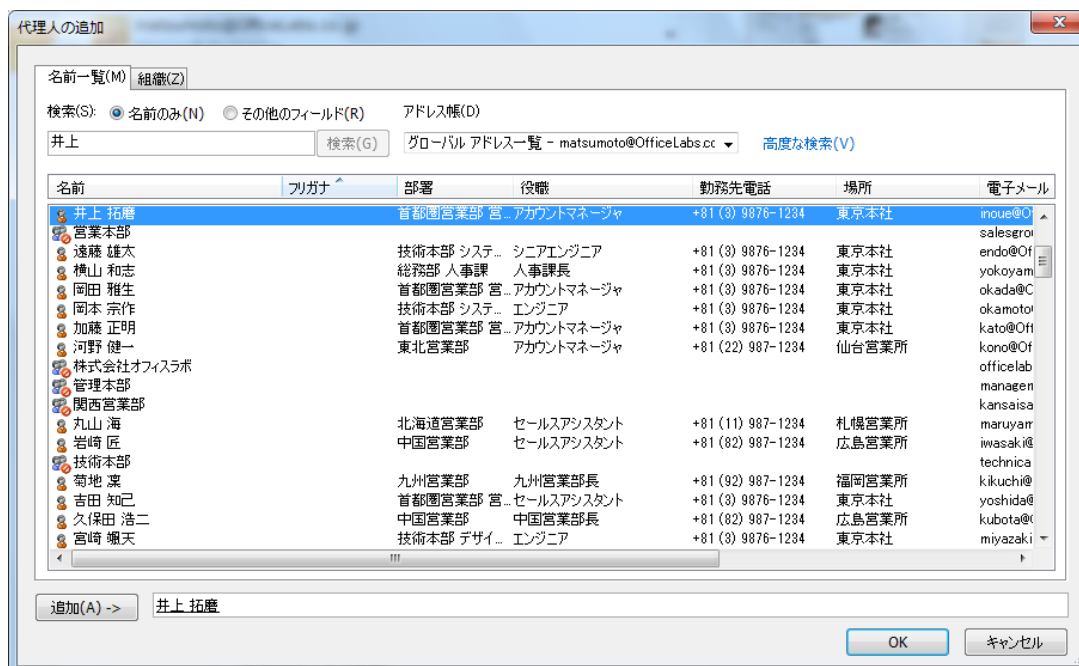 代理人の追加
名前一覧(M) 組織(Z)
検索(S): 名前のみ(N) その他のフィールド(R) アドレス帳(D)
井上 検索(G) グローバル アドレス一覧 - matsumoto@OfficeLabs.cc 高度な検索(V)
名前 フリガナ 部署 役職 勤務先電話 場所 電子メール
井上 拓磨 首都圏営業部 営... アカウントマネージャ +81 (3) 9876-1234 東京本社 inoue@O
営業本部 salesgrou
遠藤 雄太 技術本部 システ... シニアエンジニア +81 (3) 9876-1234 東京本社 endo@Of
横山 和志 総務部 人事課 人事課長 +81 (3) 9876-1234 東京本社 yokoyam
岡田 雅生 首都圏営業部 営... アカウントマネージャ +81 (3) 9876-1234 東京本社 okada@O
岡本 宗作 技術本部 システ... エンジニア +81 (3) 9876-1234 東京本社 okamoto
加藤 正明 首都圏営業部 営... アカウントマネージャ +81 (3) 9876-1234 東京本社 kato@Off
河野 健一 東北営業部 アカウントマネージャ +81 (22) 987-1234 仙台営業所 kono@Of
株式会社オフィスラボ officelab
管理本部 managen
関西営業部 kansaisa
丸山 海 北海道営業部 セールスアシスタント +81 (11) 987-1234 札幌営業所 maruyam
岩崎 匠 中国営業部 セールスアシスタント +81 (82) 987-1234 広島営業所 iwasaki@
技術本部 technica
菊地 凜 九州営業部 九州営業部長 +81 (92) 987-1234 福岡営業所 kikuchi@
吉田 知己 首都圏営業部 営... セールスアシスタント +81 (3) 9876-1234 東京本社 yoshida@
久保田 浩二 中国営業部 中国営業部長 +81 (82) 987-1234 広島営業所 kubota@
宮崎 颯天 技術本部 デザイ... エンジニア +81 (3) 9876-1234 東京本社 miyazaki
追加(A) -> 井上 拓磨
OK キャンセル